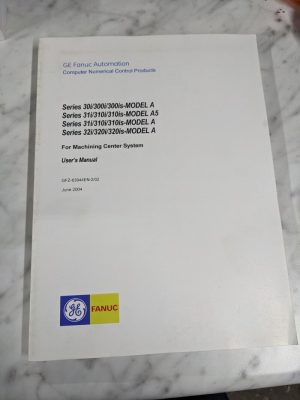 GE Fanuc Automation
Computer Numerical Control Products
Series 30i/300i/300is-MODEL A
Series 31i/310i/310is-MODEL A5
Series 31i/310i/310is-MODEL A
Series 32i/320i/320is-MODEL A
For Machining Center System
User's Manual
June 2004
GE
FANUC